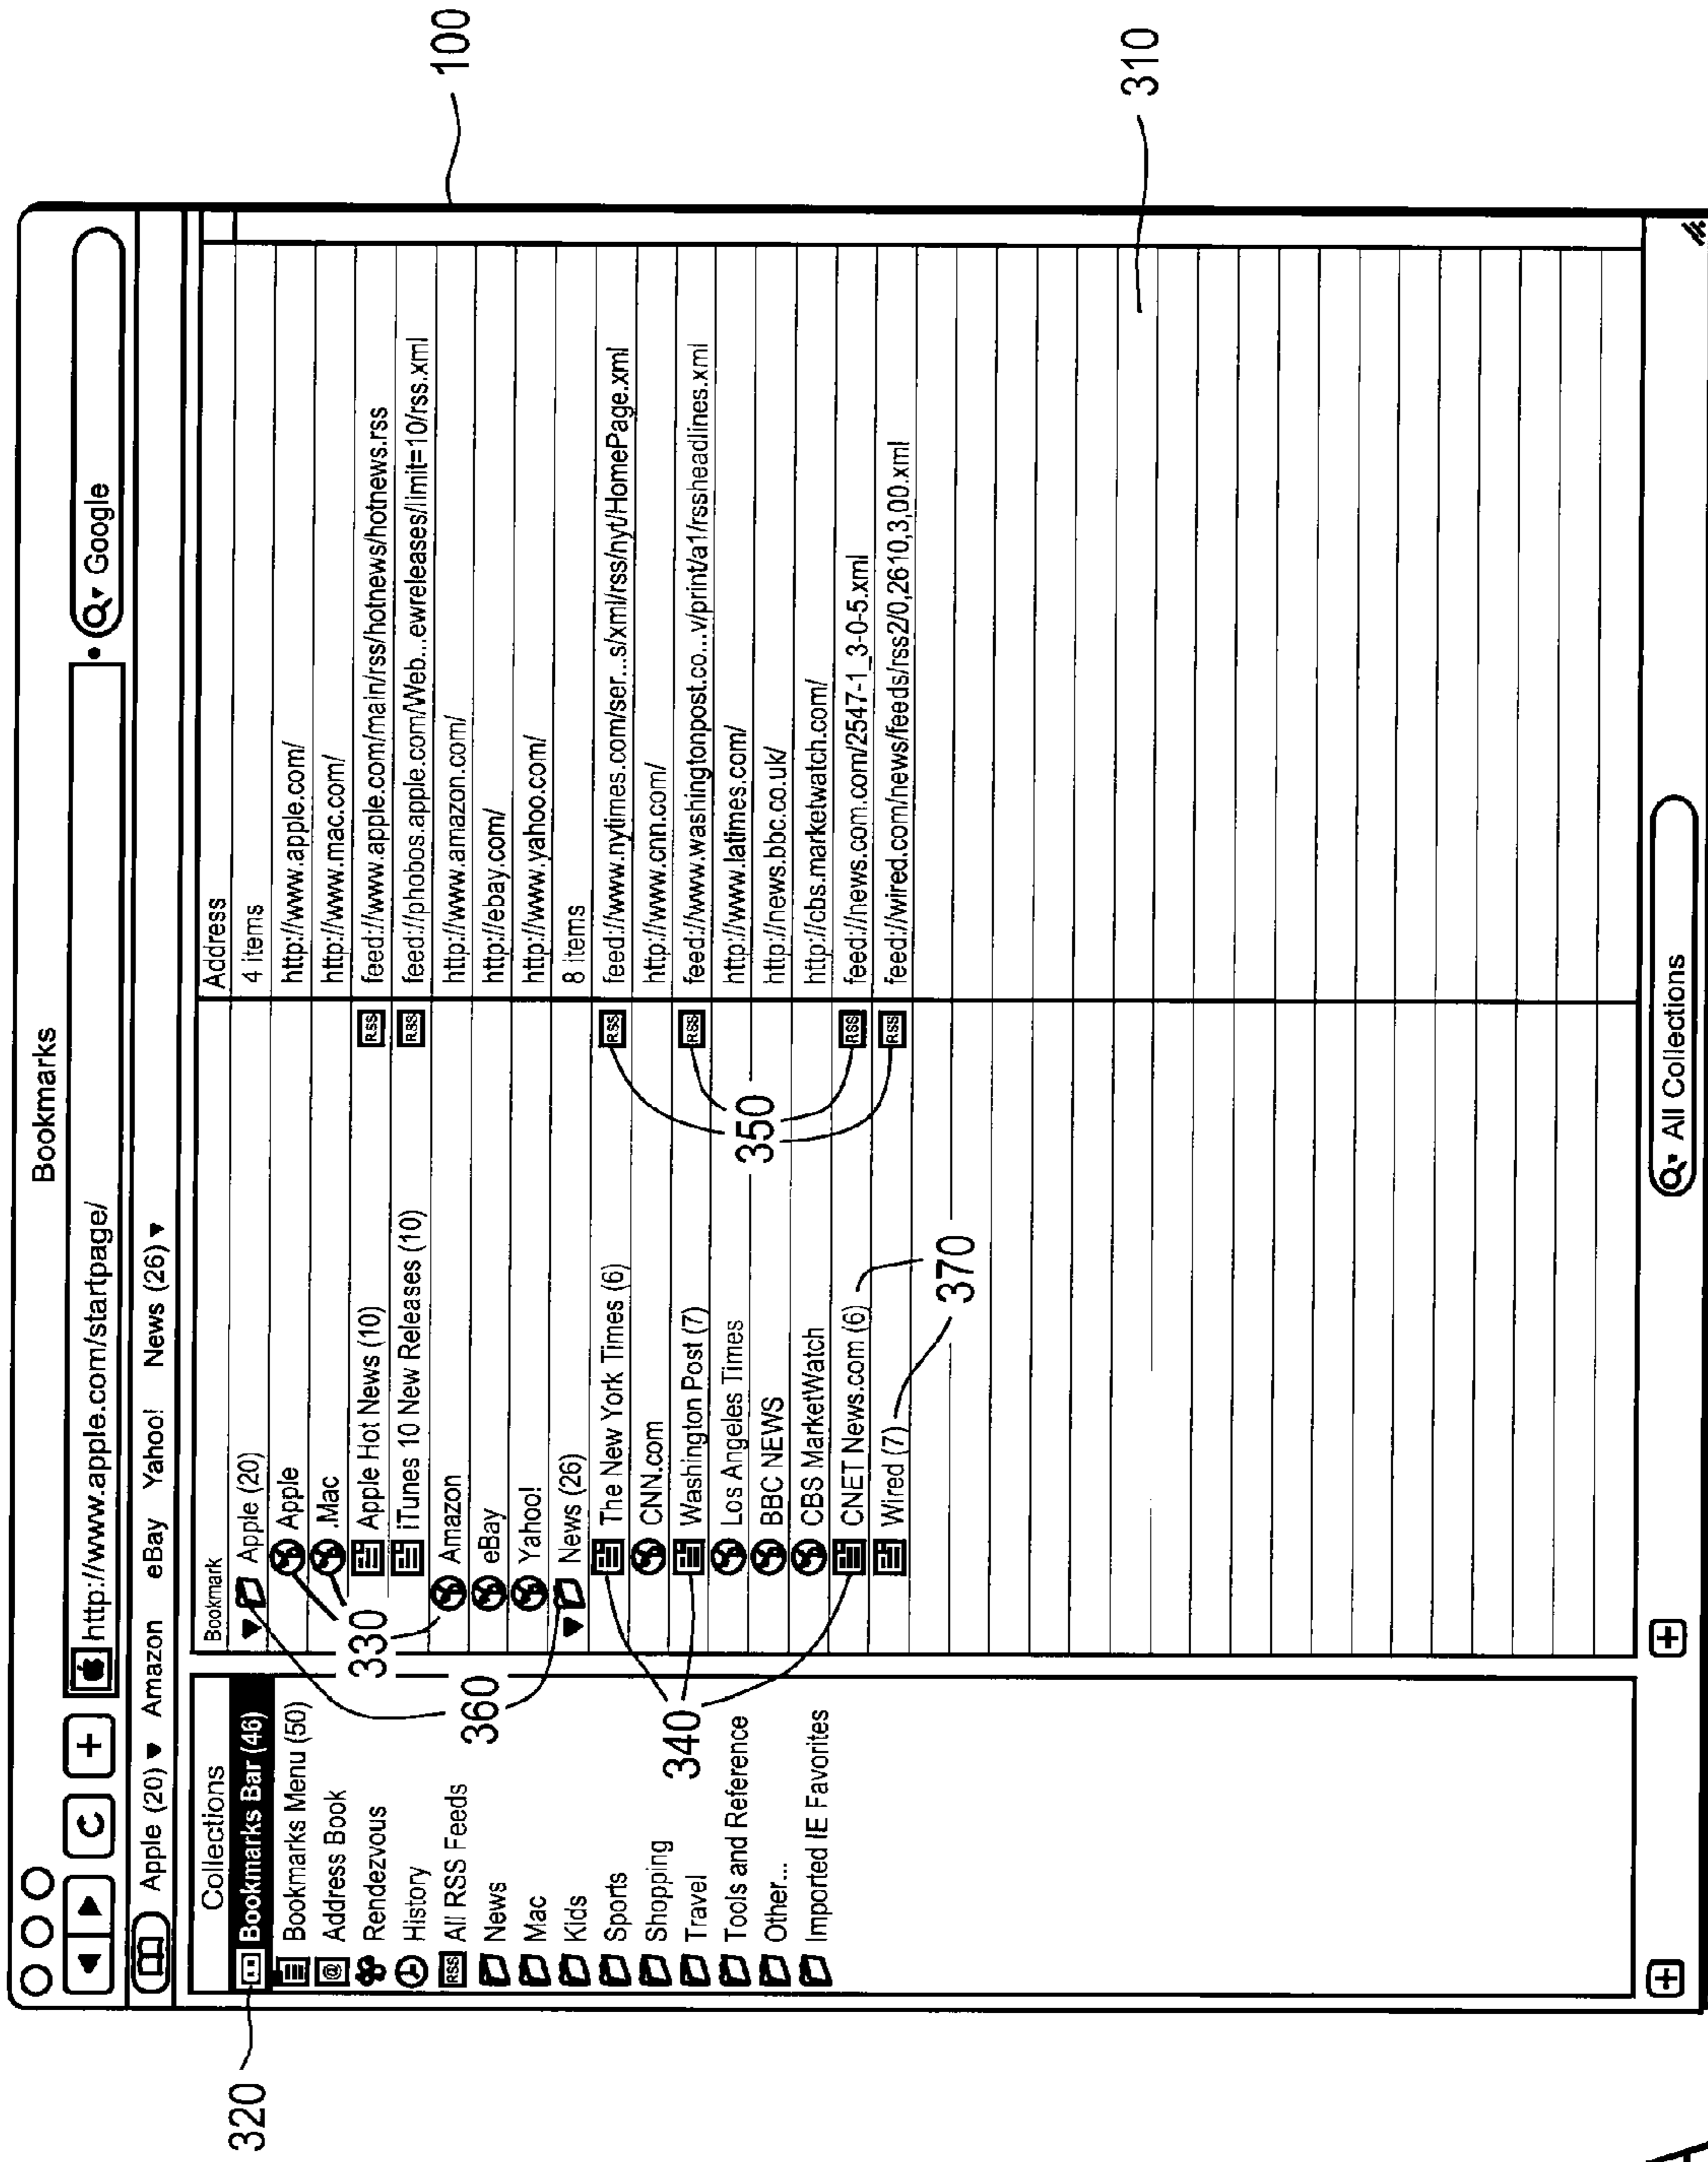 Bookmarks
http://www.apple.com/startpage/
Google
Apple (20) Amazon eBay Yahoo! News (26)
Collections
Bookmarks Bar (46)
Bookmarks Menu (50)
@ Address Book
Rendezvous
History
RSS All RSS Feeds
News
Mac
Kids
Sports
Shopping
Travel
Tools and Reference
Other...
Imported IE Favorites
Bookmark Address
Apple (20) 4 items
Apple http://www.apple.com/
.Mac http://www.mac.com/
Apple Hot News (10) RSS feed://www.apple.com/main/rss/hotnews/hotnews.rss
iTunes 10 New Releases (10) RSS feed://phobos.apple.com/Web...ewreleases/limit=10/rss.xml
Amazon http://www.amazon.com/
eBay http://ebay.com/
Yahoo! http://www.yahoo.com/
News (26) 8 items
The New York Times (6) RSS feed://www.nytimes.com/ser...s/xml/rss/nyt/HomePage.xml
CNN.com http://www.cnn.com/
Washington Post (7) RSS feed://www.washingtonpost.co...v/print/a1/rssheadlines.xml
Los Angeles Times http://www.latimes.com/
BBC NEWS http://news.bbc.co.uk/
CBS MarketWatch http://cbs.marketwatch.com/
CNET News.com (6) RSS feed://news.com.com/2547-1_3-0-5.xml
Wired (7) RSS feed://wired.com/news/feeds/rss2/0,2610,3,00.xml
All Collections
100
310
320
330
360
340
350
370